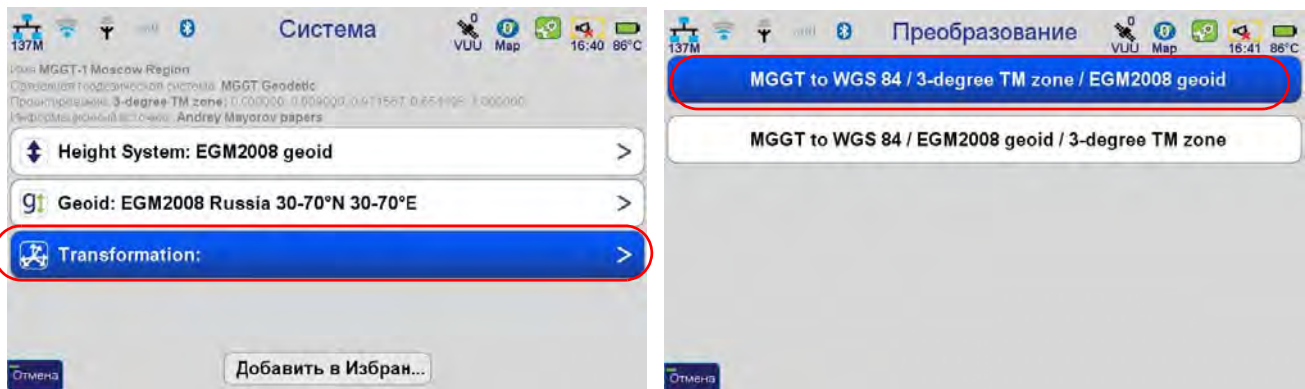 Система
137M
VUU
0
Map
16:40 86°C
Имя MGGT-1 Moscow Region
MGGT Geodetic
3-degree TM zone:
Andrey Mayorov papers
Height System: EGM2008 geoid
Geoid: EGM2008 Russia 30-70°N 30-70°E
Transformation:
Добавить в Избран...
Отмена
Преобразование
137M
VUU
0
Map
16:41 86°C
MGGT to WGS 84 / 3-degree TM zone / EGM2008 geoid
MGGT to WGS 84 / EGM2008 geoid / 3-degree TM zone
Отмена